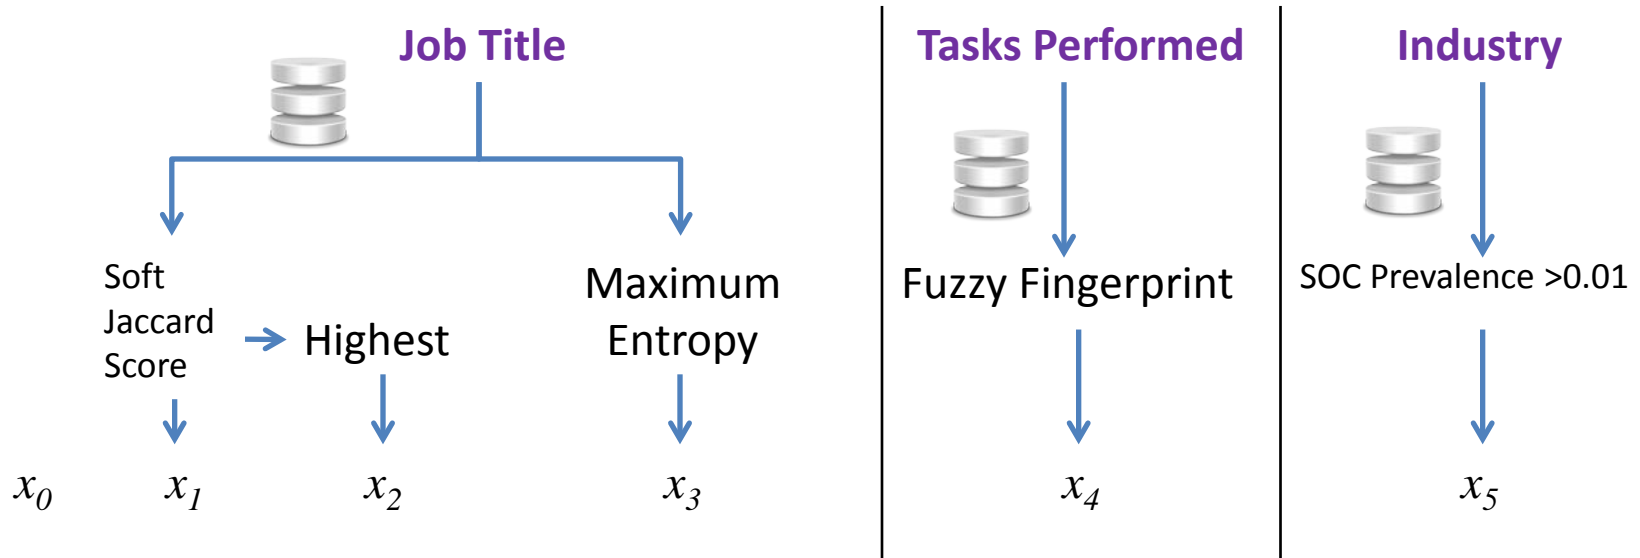 Job Title
Tasks Performed
Industry
Soft
Jaccard
Score
Highest
Maximum
Entropy
Fuzzy Fingerprint
SOC Prevalence >0.01
x0
x1
x2
x3
x4
x5